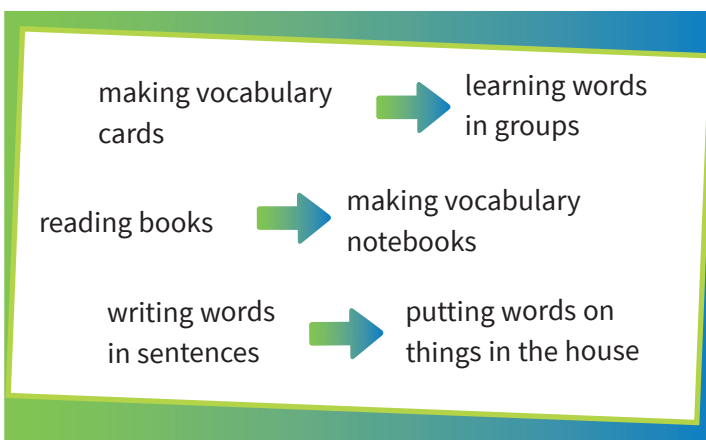 making vocabulary
cards
learning words
in groups
reading books
making vocabulary
notebooks
writing words
in sentences
putting words on
things in the house